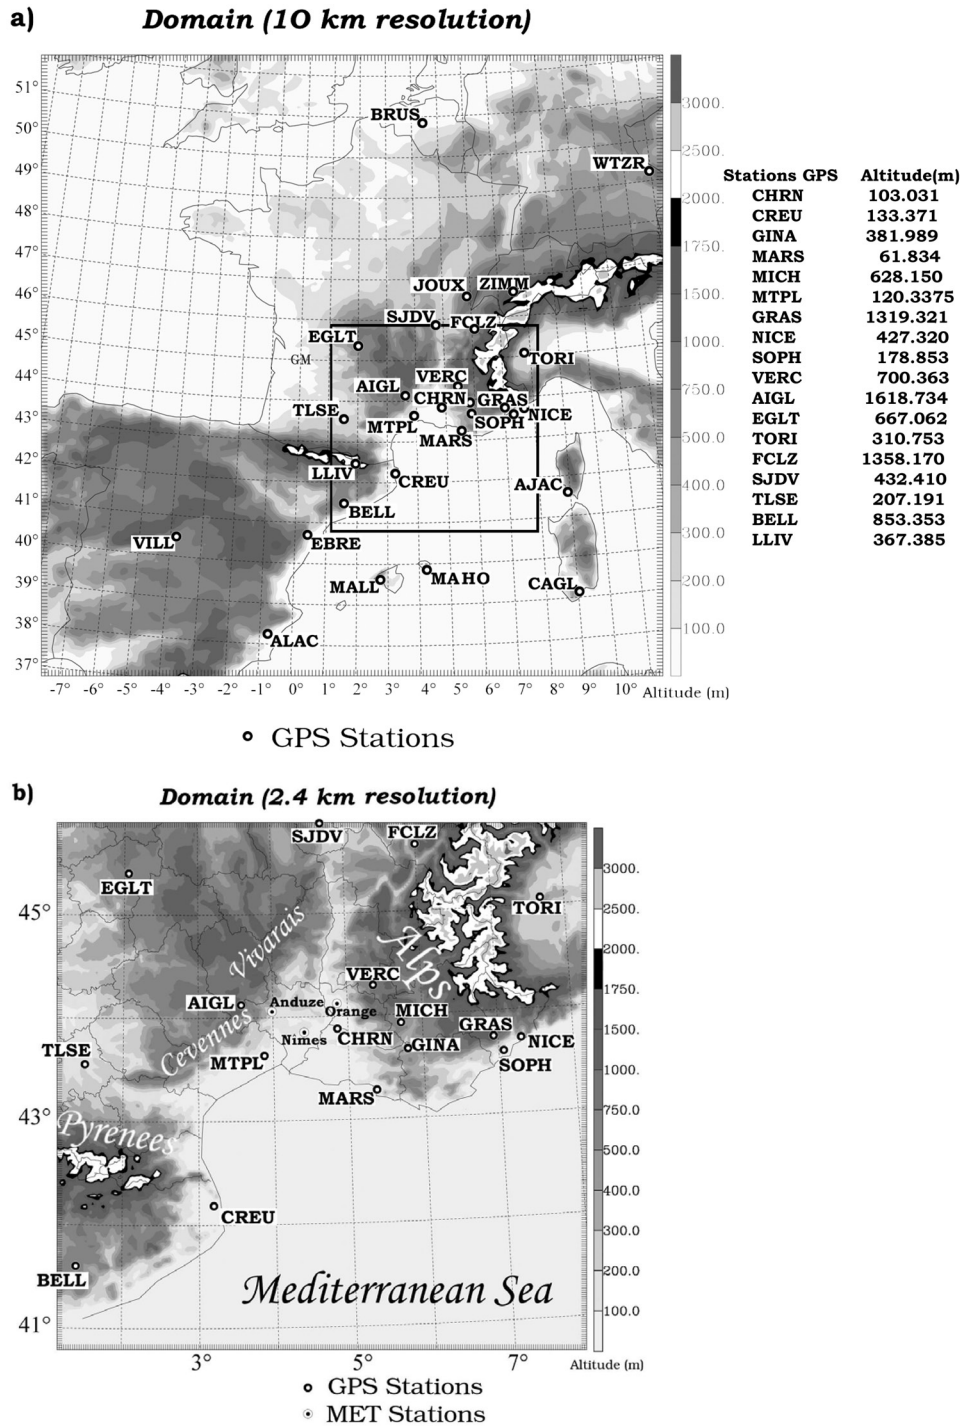 a)
Domain (10 km resolution)
51°
50°
49°
48°
47°
46°
45°
44°
43°
42°
41°
40°
39°
38°
37°
BRUS
WTZR
JOUX
ZIMM
SJDV
FCLZ
EGLT
GM
TORI
VERC
AIGL
CHRN
GRAS
TLSE
MTPL
NICE
SOPH
MARS
LLIV
CREU
AJAC
BELL
VILL
EBRE
MALL
MAHO
CAGL
ALAC
-7° -6° -5° -4° -3° -2° -1° 0° 1° 2° 3° 4° 5° 6° 7° 8° 9° 10°
Altitude (m)
3000.
2500.
2000.
1750.
1500.
1000.
750.0
500.0
400.0
300.0
200.0
100.0
Stations GPS Altitude(m)
CHRN 103.031
CREU 133.371
GINA 381.989
MARS 61.834
MICH 628.150
MTPL 120.3375
GRAS 1319.321
NICE 427.320
SOPH 178.853
VERC 700.363
AIGL 1618.734
EGLT 667.062
TORI 310.753
FCLZ 1358.170
SJDV 432.410
TLSE 207.191
BELL 853.353
LLIV 367.385
GPS Stations
b)
Domain (2.4 km resolution)
SJDV
FCLZ
EGLT
45°
TORI
Vivarais
Alps
VERC
AIGL
Anduze
Orange
MICH
Cevennes
Nimes
CHRN
GRAS
GINA
NICE
TLSE
MTPL
SOPH
MARS
43°
Pyrenees
CREU
BELL
Mediterranean Sea
41°
3° 5° 7°
Altitude (m)
3000.
2500.
2000.
1750.
1500.
1000.
750.0
500.0
400.0
300.0
200.0
100.0
GPS Stations
MET Stations